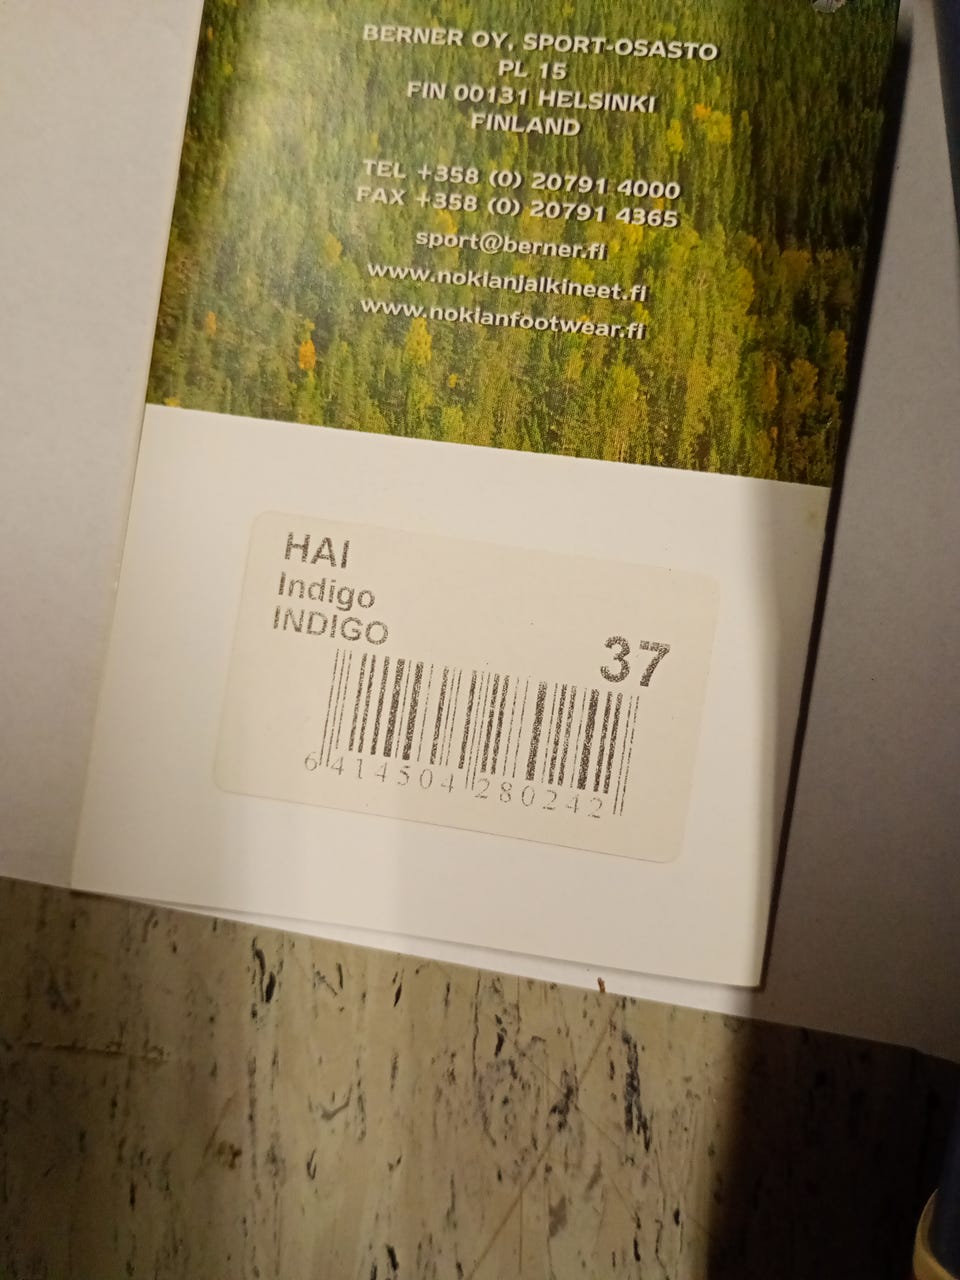 BERNER OY, SPORT-OSASTO
PL 15
FIN 00131 HELSINKI
FINLAND
TEL +358 (0) 20791 4000
FAX +358 (0) 20791 4365
sport@berner.fi
www.nokianjalkineet.fi
www.nokianfootwear.fi
HAI
Indigo
INDIGO
37
6 414504 280242